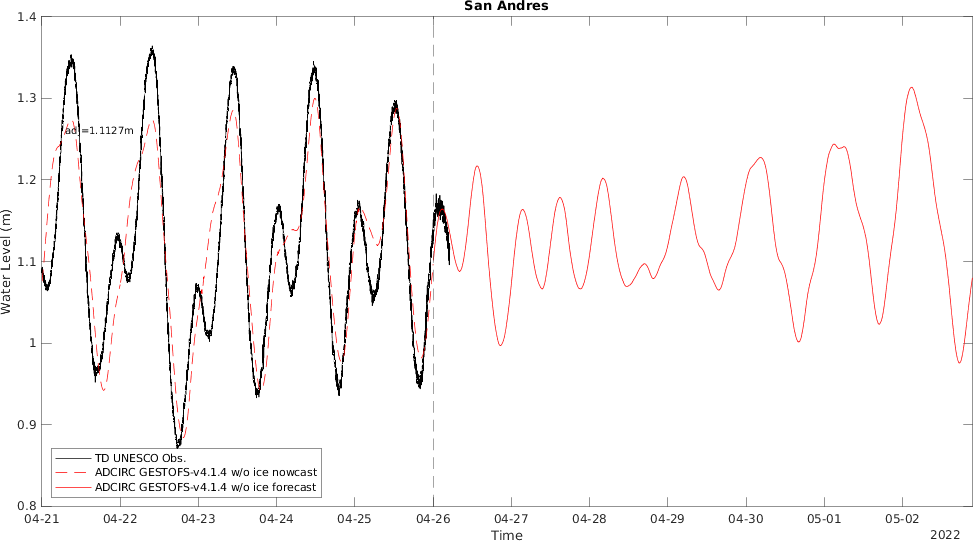 San Andres
1.4
1.3
1.2
1.1
1
0.9
0.8
Water Level (m)
ad =1.1127m
TD UNESCO Obs.
ADCIRC GESTOFS-v4.1.4 w/o ice nowcast
ADCIRC GESTOFS-v4.1.4 w/o ice forecast
04-21 04-22 04-23 04-24 04-25 04-26 04-27 04-28 04-29 04-30 05-01 05-02
Time
2022